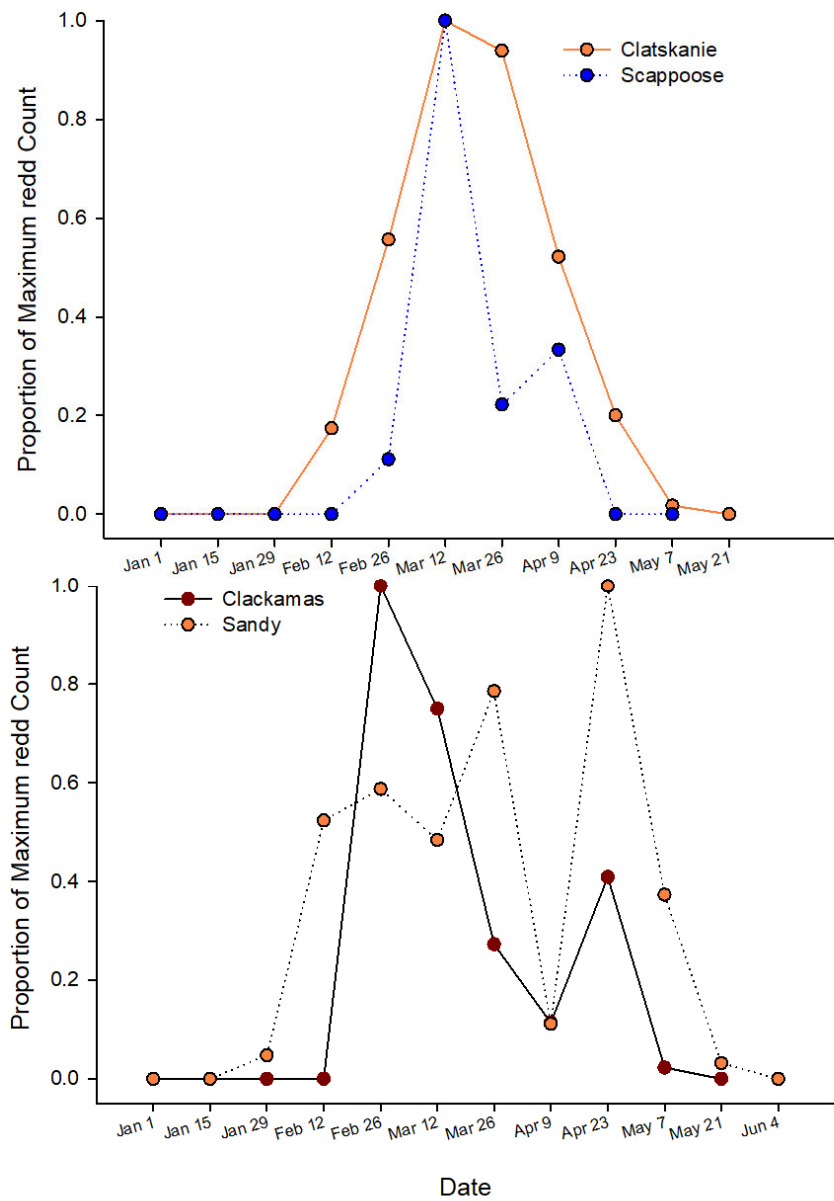 Proportion of Maximum redd Count
1.0
0.8
0.6
0.4
0.2
0.0
Clatskanie
Scappoose
Jan 1
Jan 15
Jan 29
Feb 12
Feb 26
Mar 12
Mar 26
Apr 9
Apr 23
May 7
May 21
Proportion of Maximum redd Count
1.0
0.8
0.6
0.4
0.2
0.0
Clackamas
Sandy
Jan 1
Jan 15
Jan 29
Feb 12
Feb 26
Mar 12
Mar 26
Apr 9
Apr 23
May 7
May 21
Jun 4
Date